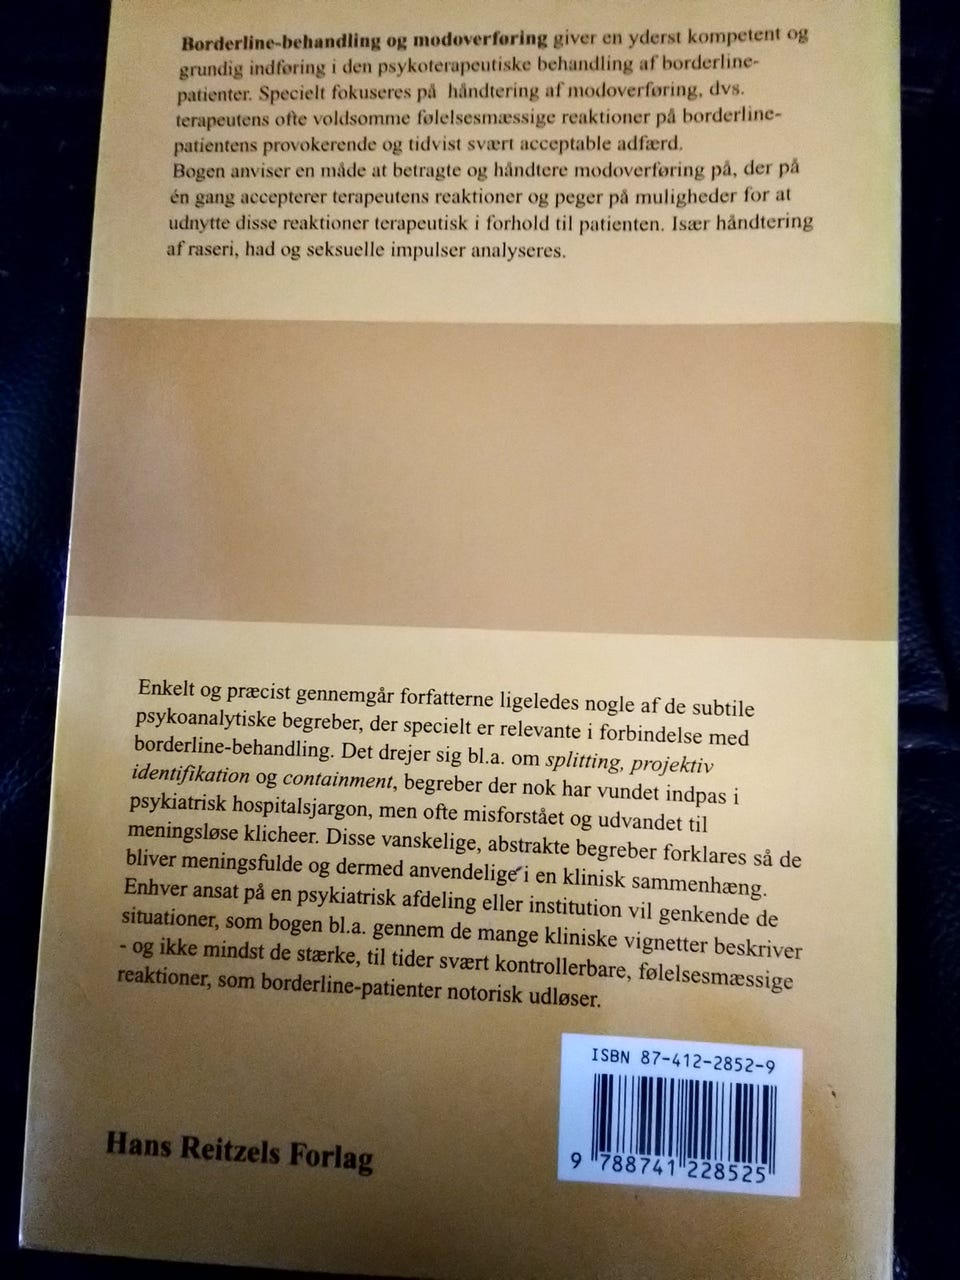 Borderline-behandling og modoverføring giver en yderst kompetent og
grundig indføring i den psykoterapeutiske behandling af borderline-
patienter. Specielt fokuseres på håndtering af modoverføring, dvs.
terapeutens ofte voldsomme følelsesmæssige reaktioner på borderline-
patientens provokerende og tidvist svært acceptable adfærd.
Bogen anviser en måde at betragte og håndtere modoverføring på, der på
én gang accepterer terapeutens reaktioner og peger på muligheder for at
udnytte disse reaktioner terapeutisk i forhold til patienten. Især håndtering
af raseri, had og seksuelle impulser analyseres.
Enkelt og præcist gennemgår forfatterne ligeledes nogle af de subtile
psykoanalytiske begreber, der specielt er relevante i forbindelse med
borderline-behandling. Det drejer sig bl.a. om splitting, projektiv
identifikation og containment, begreber der nok har vundet indpas i
psykiatrisk hospitalsjargon, men ofte misforstået og udvandet til
meningsløse klicheer. Disse vanskelige, abstrakte begreber forklares så de
bliver meningsfulde og dermed anvendelige i en klinisk sammenhæng.
Enhver ansat på en psykiatrisk afdeling eller institution vil genkende de
situationer, som bogen bl.a. gennem de mange kliniske vignetter beskriver
- og ikke mindst de stærke, til tider svært kontrollerbare, følelsesmæssige
reaktioner, som borderline-patienter notorisk udløser.
ISBN 87-412-2852-9
9 788741 228525
Hans Reitzels Forlag